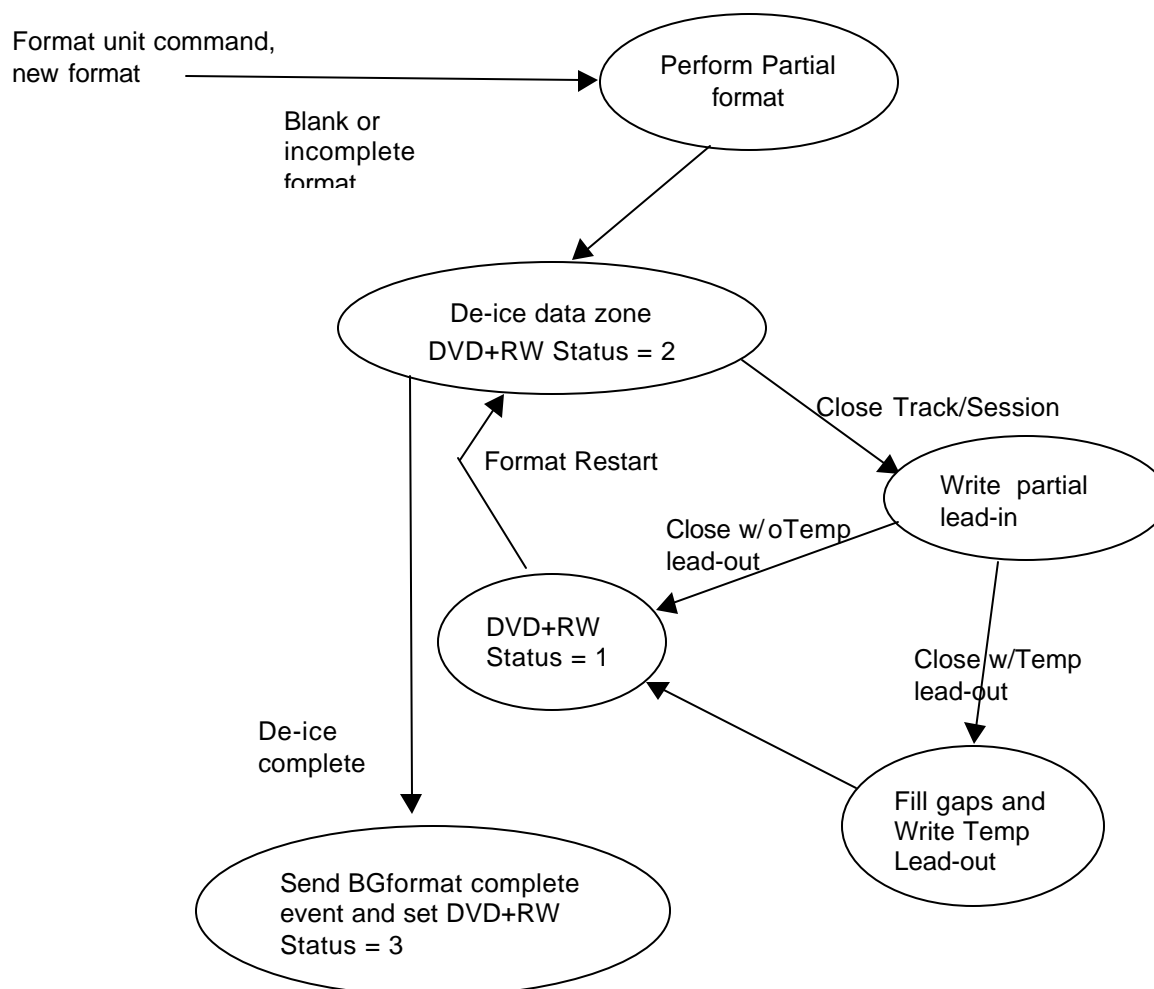 Format unit command,
new format
Perform Partial
format
Blank or
incomplete
format
De-ice data zone
DVD+RW Status = 2
Close Track/Session
Format Restart
Write partial
lead-in
Close w/oTemp
lead-out
DVD+RW
Status = 1
Close w/Temp
lead-out
De-ice
complete
Fill gaps and
Write Temp
Lead-out
Send BGformat complete
event and set DVD+RW
Status = 3